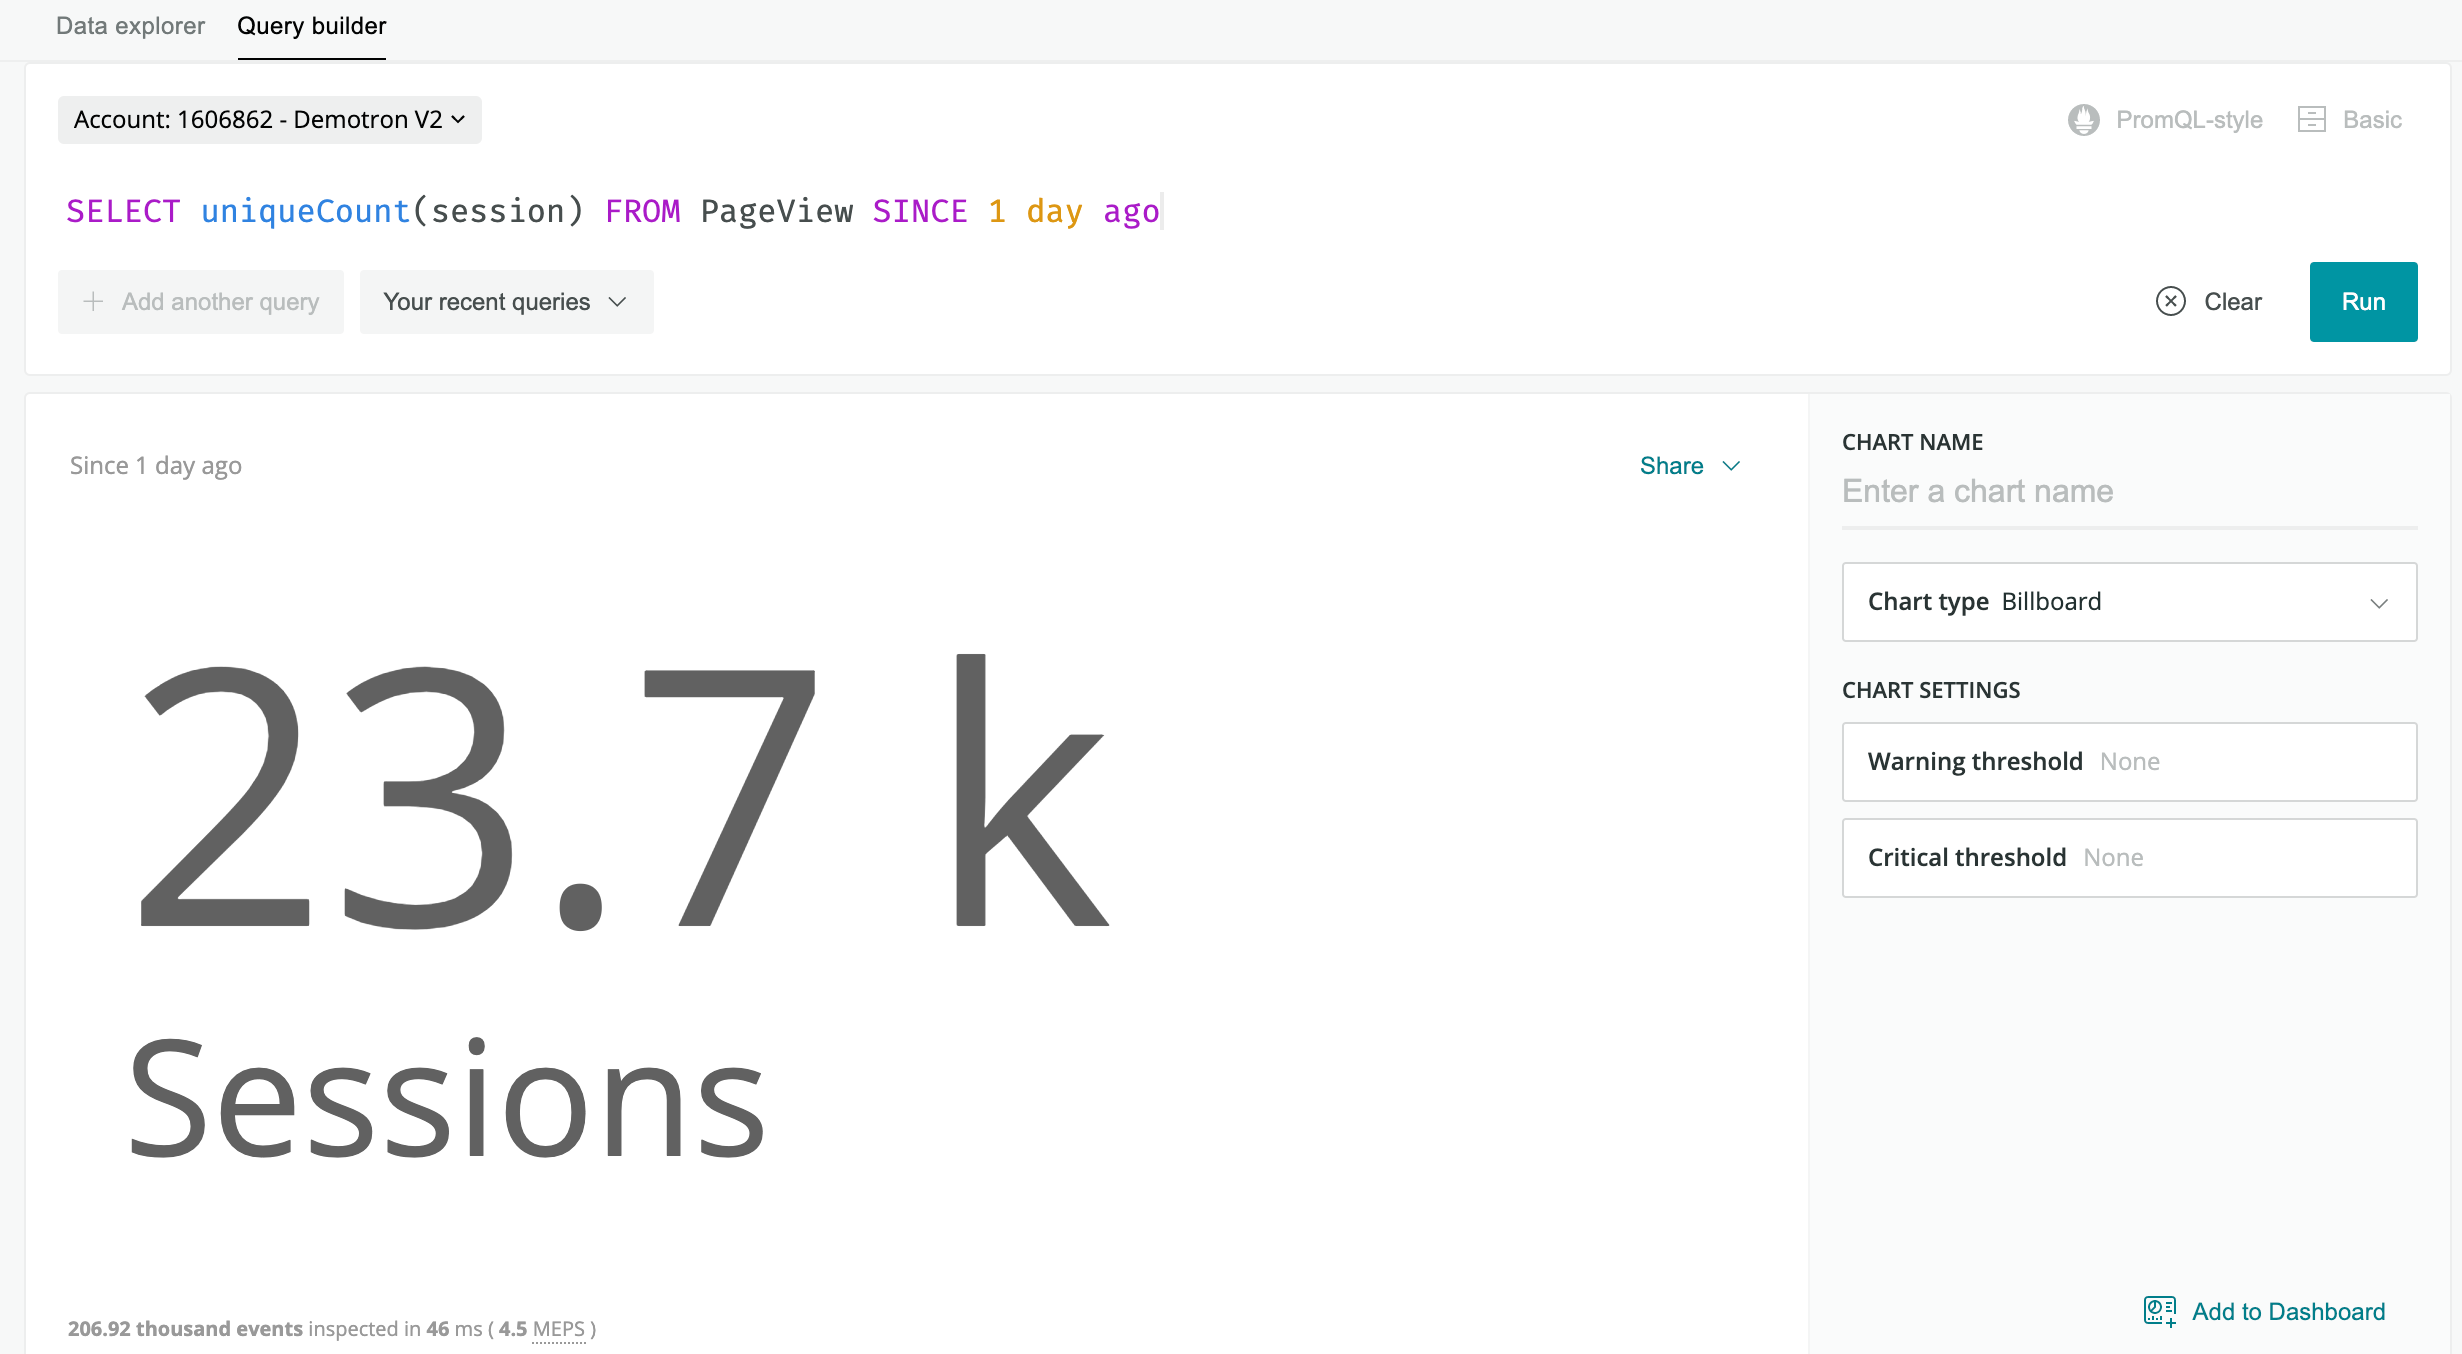 Data explorer Query builder
Account: 1606862 - Demotron V2
PromQL-style Basic
SELECT uniqueCount(session) FROM PageView SINCE 1 day ago
Add another query Your recent queries Clear Run
Since 1 day ago Share
23.7 k
Sessions
206.92 thousand events inspected in 46 ms ( 4.5 MEPS )
CHART NAME
Enter a chart name
Chart type Billboard
CHART SETTINGS
Warning threshold None
Critical threshold None
Add to Dashboard